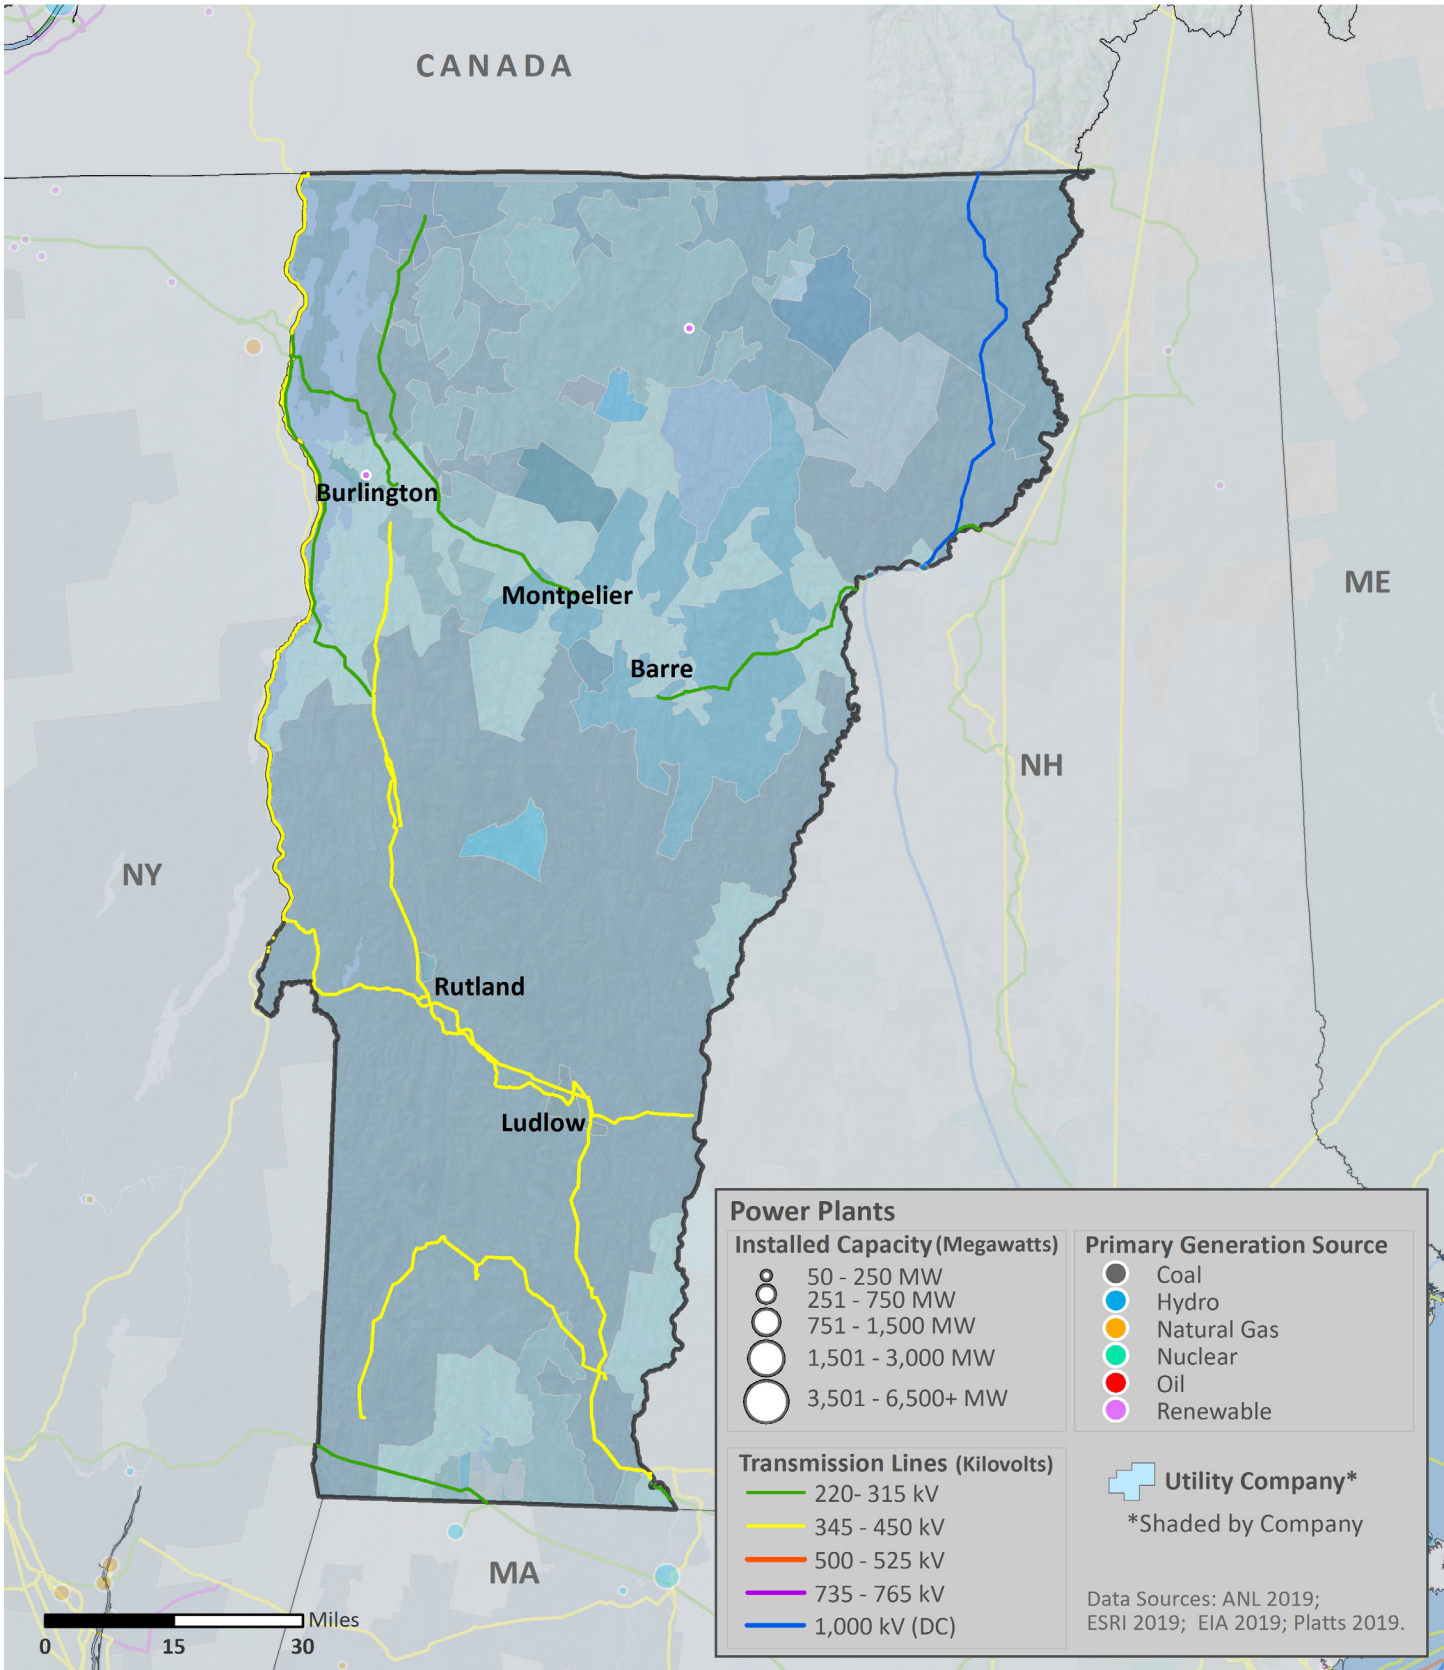 CANADA
Burlington
Montpelier
ME
Barre
NH
NY
Rutland
Ludlow
MA
Miles
0 15 30
Power Plants
Installed Capacity (Megawatts)
50 - 250 MW
251 - 750 MW
751 - 1,500 MW
1,501 - 3,000 MW
3,501 - 6,500+ MW
Primary Generation Source
Coal
Hydro
Natural Gas
Nuclear
Oil
Renewable
Transmission Lines (Kilovolts)
220- 315 kV
345 - 450 kV
500 - 525 kV
735 - 765 kV
1,000 kV (DC)
Utility Company*
*Shaded by Company
Data Sources: ANL 2019;
ESRI 2019; EIA 2019; Platts 2019.